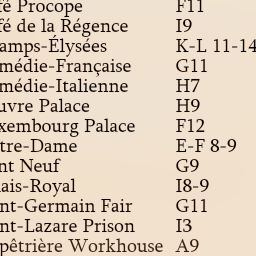 fé Procope F11
fé de la Régence I9
amps-Élysées K-L 11-14
médie-Française G11
médie-Italienne H7
uvre Palace H9
xembourg Palace F12
tre-Dame E-F 8-9
nt Neuf G9
lais-Royal I8-9
nt-Germain Fair G11
nt-Lazare Prison I3
pêtrière Workhouse A9